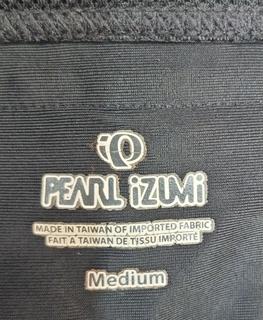 PEARL iZUMi
MADE IN TAIWAN OF IMPORTED FABRIC
FAIT A TAIWAN DE TISSU IMPORTÉ
Medium